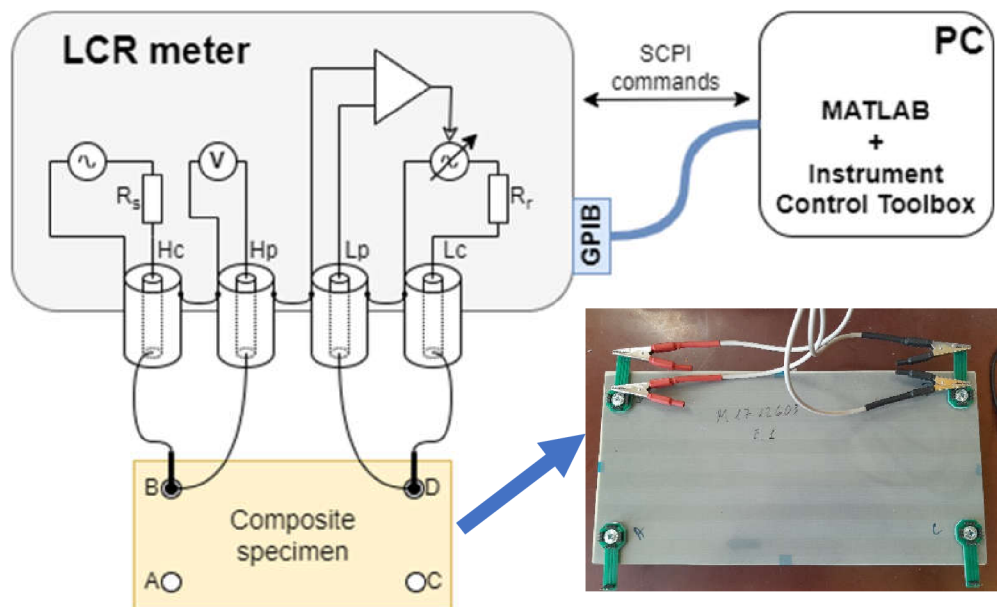 LCR meter
V
Rs
Rr
Hc
Hp
Lp
Lc
GPIB
SCPI
commands
PC
MATLAB
+
Instrument
Control Toolbox
B
D
Composite
specimen
A
C
A
C